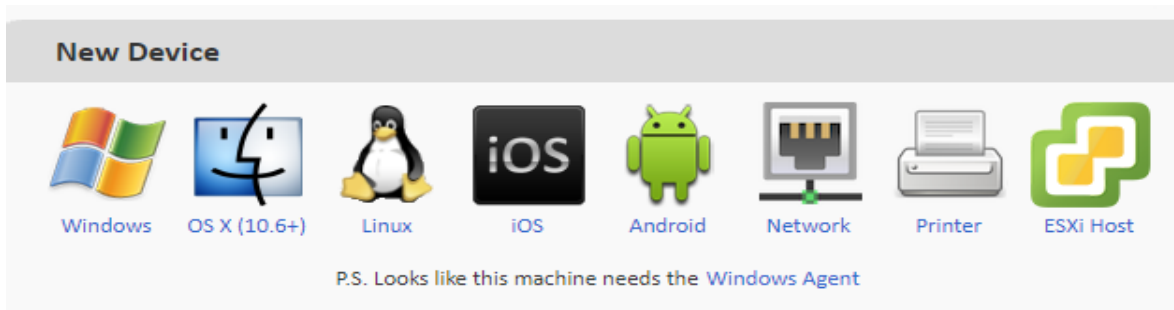 New Device
iOS
Windows OS X (10.6+) Linux iOS Android Network Printer ESXi Host
P.S. Looks like this machine needs the Windows Agent